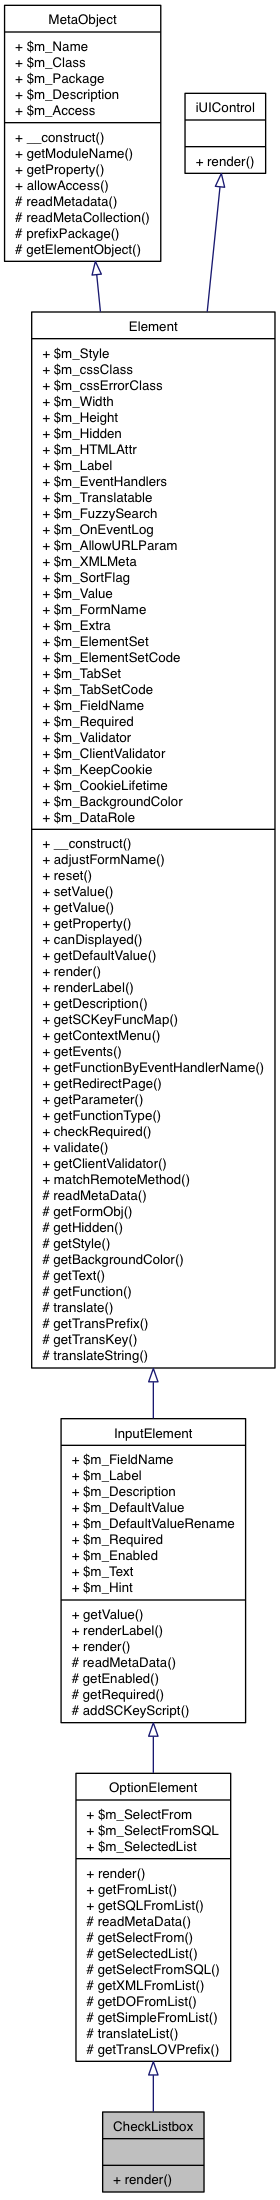 MetaObject
+ $m_Name
+ $m_Class
+ $m_Package
+ $m_Description
+ $m_Access
+ __construct()
+ getModuleName()
+ getProperty()
+ allowAccess()
# readMetadata()
# readMetaCollection()
# prefixPackage()
# getElementObject()
iUIControl
+ render()
Element
+ $m_Style
+ $m_cssClass
+ $m_cssErrorClass
+ $m_Width
+ $m_Height
+ $m_Hidden
+ $m_HTMLAttr
+ $m_Label
+ $m_EventHandlers
+ $m_Translatable
+ $m_FuzzySearch
+ $m_OnEventLog
+ $m_AllowURLParam
+ $m_XMLMeta
+ $m_SortFlag
+ $m_Value
+ $m_FormName
+ $m_Extra
+ $m_ElementSet
+ $m_ElementSetCode
+ $m_TabSet
+ $m_TabSetCode
+ $m_FieldName
+ $m_Required
+ $m_Validator
+ $m_ClientValidator
+ $m_KeepCookie
+ $m_CookieLifetime
+ $m_BackgroundColor
+ $m_DataRole
+ __construct()
+ adjustFormName()
+ reset()
+ setValue()
+ getValue()
+ getProperty()
+ canDisplayed()
+ getDefaultValue()
+ render()
+ renderLabel()
+ getDescription()
+ getSCKeyFuncMap()
+ getContextMenu()
+ getEvents()
+ getFunctionByEventHandlerName()
+ getRedirectPage()
+ getParameter()
+ getFunctionType()
+ checkRequired()
+ validate()
+ getClientValidator()
+ matchRemoteMethod()
# readMetaData()
# getFormObj()
# getHidden()
# getStyle()
# getBackgroundColor()
# getText()
# getFunction()
# translate()
# getTransPrefix()
# getTransKey()
# translateString()
InputElement
+ $m_FieldName
+ $m_Label
+ $m_Description
+ $m_DefaultValue
+ $m_DefaultValueRename
+ $m_Required
+ $m_Enabled
+ $m_Text
+ $m_Hint
+ getValue()
+ renderLabel()
+ render()
# readMetaData()
# getEnabled()
# getRequired()
# addSCKeyScript()
OptionElement
+ $m_SelectFrom
+ $m_SelectFromSQL
+ $m_SelectedList
+ render()
+ getFromList()
+ getSQLFromList()
# readMetaData()
# getSelectFrom()
# getSelectedList()
# getSelectFromSQL()
# getXMLFromList()
# getDOFromList()
# getSimpleFromList()
# translateList()
# getTransLOVPrefix()
CheckListbox
+ render()